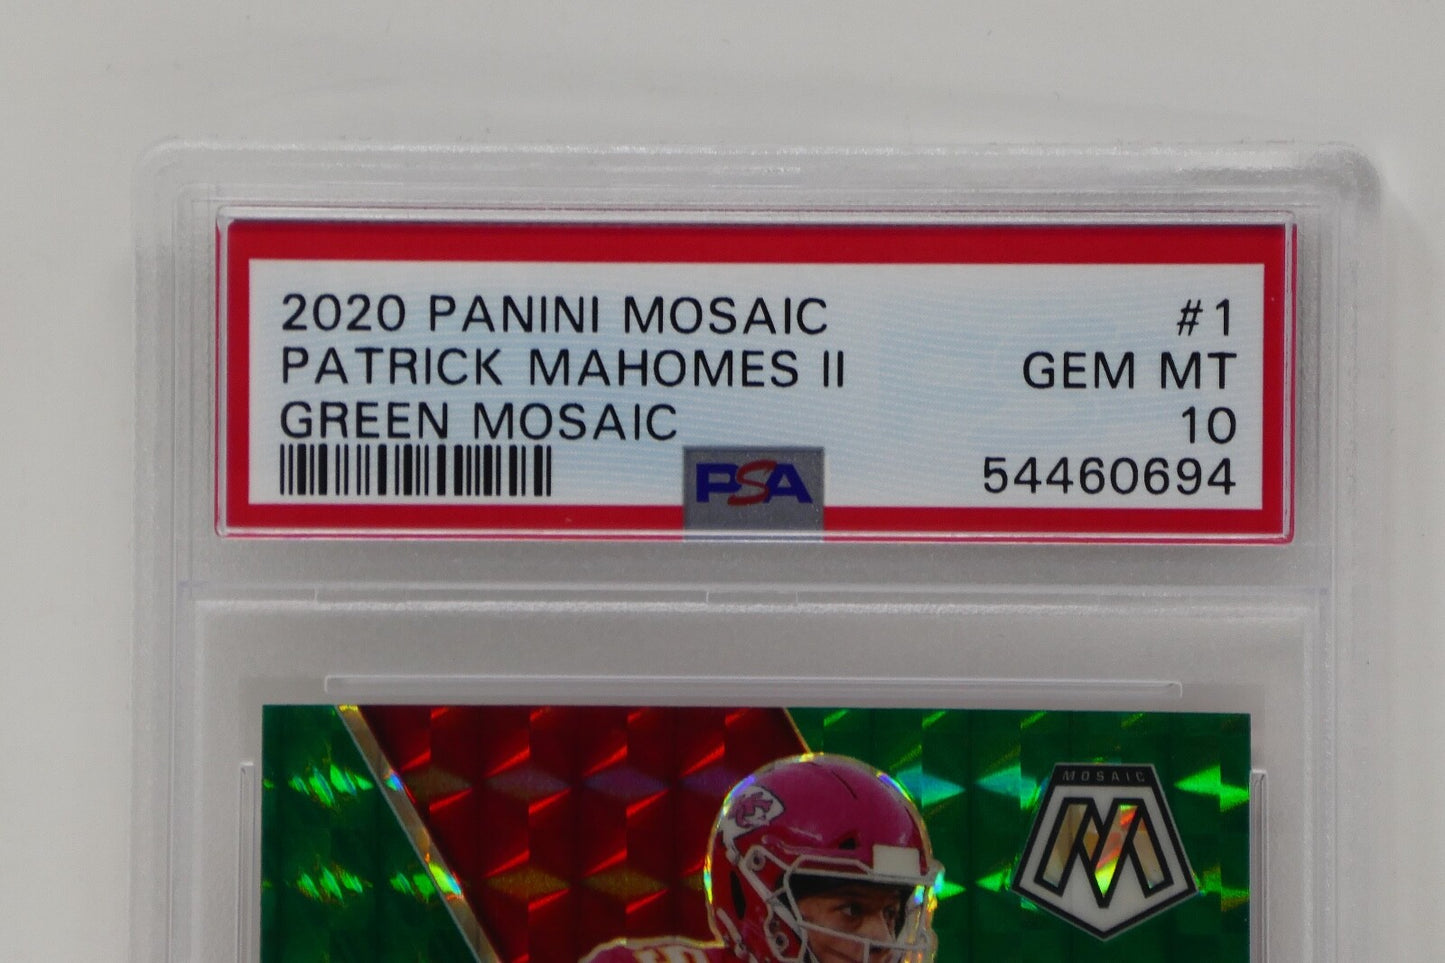 2020 PANINI MOSAIC #1
PATRICK MAHOMES II GEM MT
GREEN MOSAIC 10
PSA 54460694
MOSAIC
M